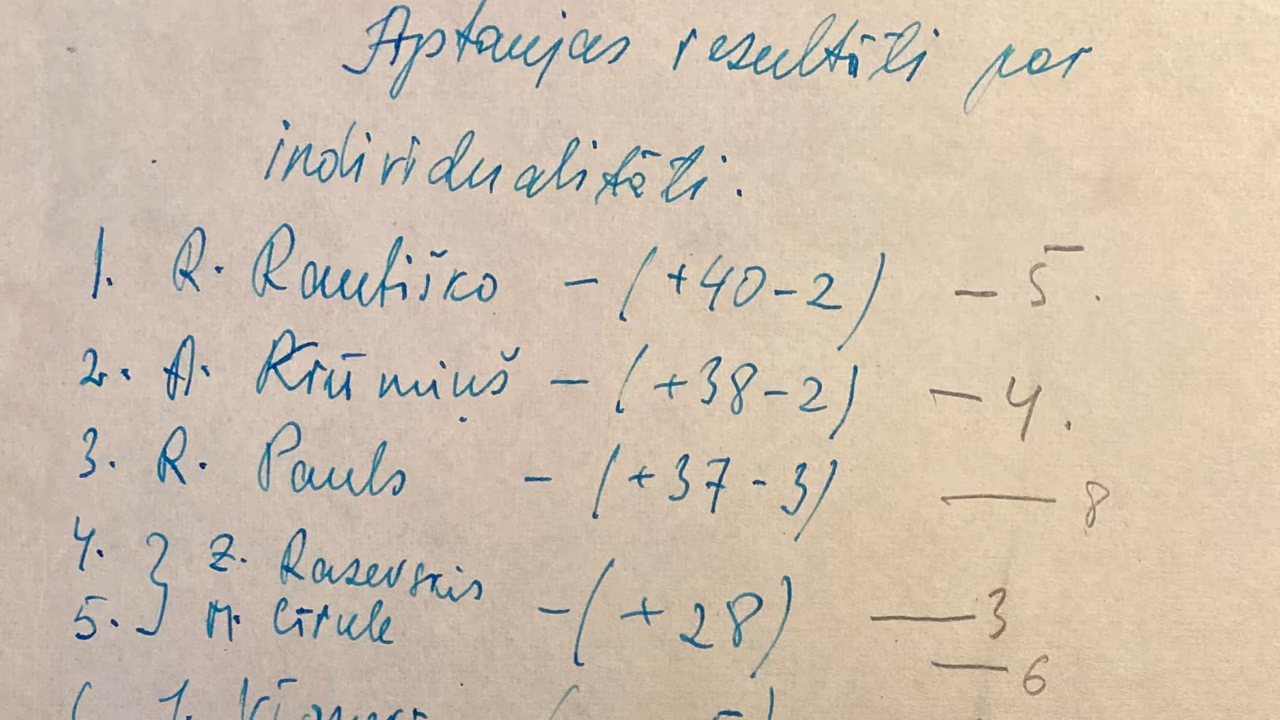 Aptaujas rezultāti par
individualitāti.
1. R. Rautiško - (+40-2) - 5.
2. A. Krūmiņš - (+38-2) - 4.
3. R. Pauls - (+37-3) — 8
4. } Z. Rasevskis - (+28) — 3
5. } M. Cīrule — 6